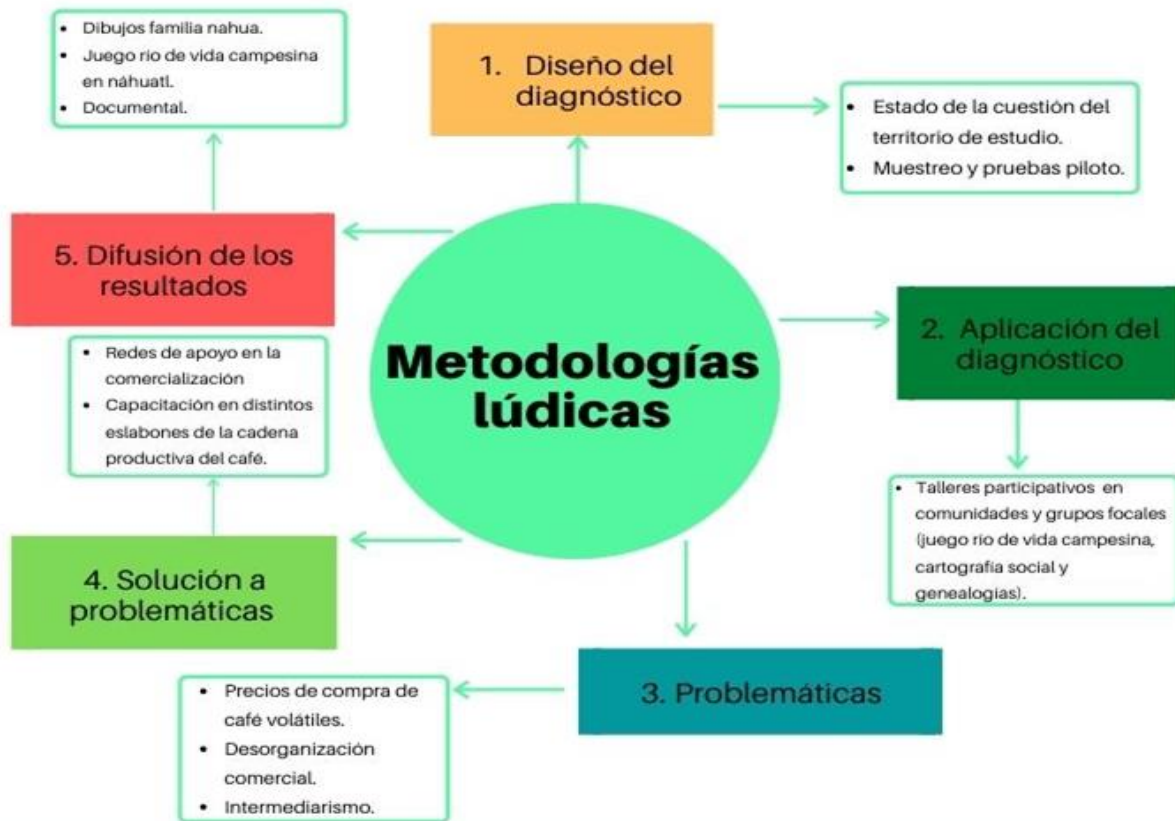 Metodologías
lúdicas
1. Diseño del
diagnóstico
• Estado de la cuestión del
territorio de estudio.
• Muestreo y pruebas piloto.
2. Aplicación del
diagnóstico
• Talleres participativos en
comunidades y grupos focales
(juego río de vida campesina,
cartografía social y
genealogías).
3. Problemáticas
• Precios de compra de
café volátiles.
• Desorganización
comercial.
• Intermediarismo.
4. Solución a
problemáticas
• Redes de apoyo en la
comercialización
• Capacitación en distintos
eslabones de la cadena
productiva del café.
5. Difusión de los
resultados
• Dibujos familia nahua.
• Juego río de vida campesina
en náhuatl.
• Documental.